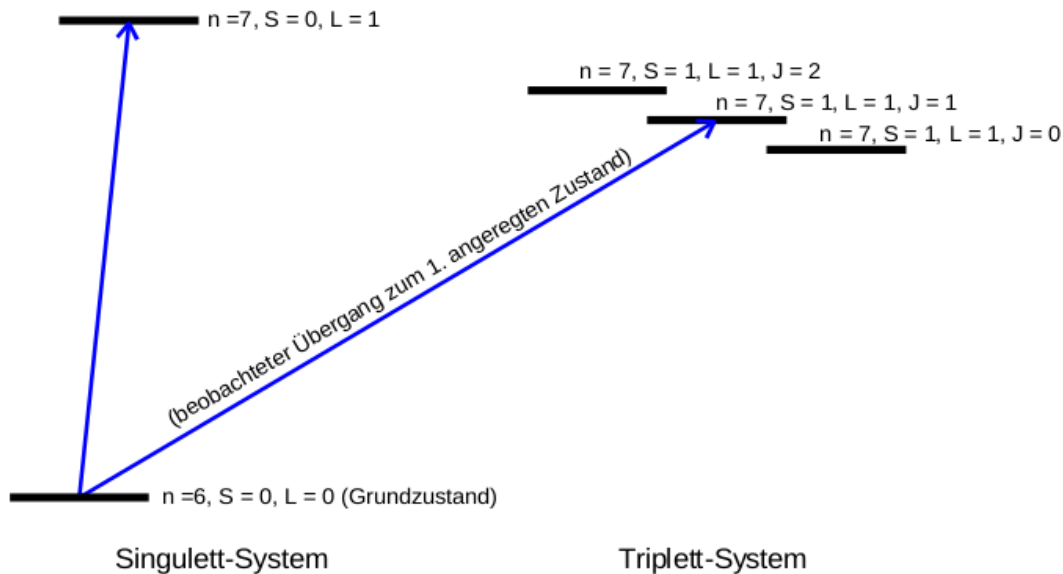 n =7, S = 0, L = 1
n = 7, S = 1, L = 1, J = 2
n = 7, S = 1, L = 1, J = 1
n = 7, S = 1, L = 1, J = 0
(beobachteter Übergang zum 1. angeregten Zustand)
n =6, S = 0, L = 0 (Grundzustand)
Singulett-System
Triplett-System